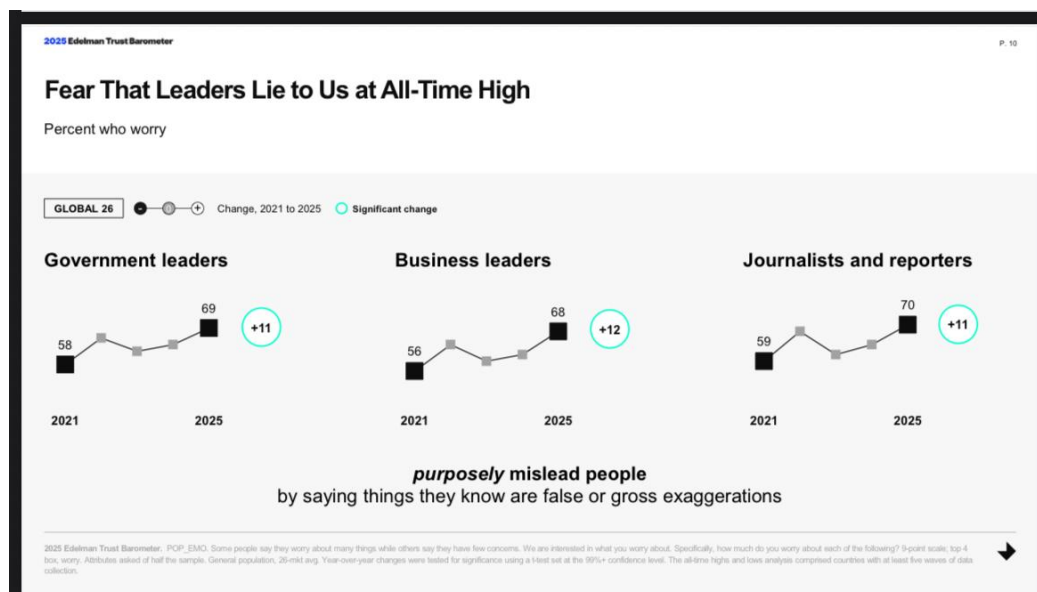 2025 Edelman Trust Barometer
P. 10
Fear That Leaders Lie to Us at All-Time High
Percent who worry
GLOBAL 26 - 0 + Change, 2021 to 2025 Significant change
Government leaders
58
69
+11
2021
2025
Business leaders
56
68
+12
2021
2025
Journalists and reporters
59
70
+11
2021
2025
purposely mislead people
by saying things they know are false or gross exaggerations
2025 Edelman Trust Barometer. POP_EMO. Some people say they worry about many things while others say they have few concerns. We are interested in what you worry about. Specifically, how much do you worry about each of the following? 9-point scale; top 4
box, worry. Attributes asked of half the sample. General population, 26-mkt avg. Year-over-year changes were tested for significance using a t-test set at the 99%+ confidence level. The all-time highs and lows analysis comprised countries with at least five waves of data
collection.